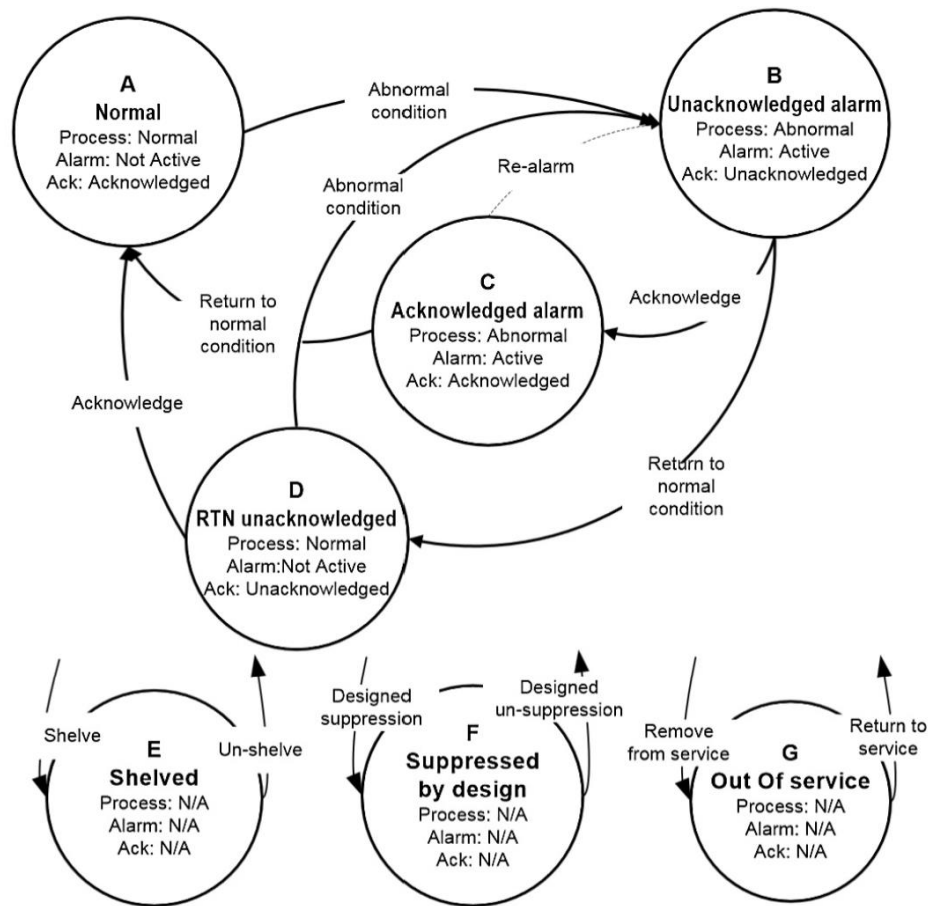 A
Normal
Process: Normal
Alarm: Not Active
Ack: Acknowledged
Abnormal
condition
B
Unacknowledged alarm
Process: Abnormal
Alarm: Active
Ack: Unacknowledged
Abnormal
condition
Re-alarm
C
Acknowledged alarm
Process: Abnormal
Alarm: Active
Ack: Acknowledged
Return to
normal
condition
Acknowledge
Acknowledge
D
RTN unacknowledged
Process: Normal
Alarm:Not Active
Ack: Unacknowledged
Return to
normal
condition
Shelve
E
Shelved
Process: N/A
Alarm: N/A
Ack: N/A
Un-shelve
Designed
suppression
F
Suppressed
by design
Process: N/A
Alarm: N/A
Ack: N/A
Designed
un-suppression
Remove
from service
G
Out Of service
Process: N/A
Alarm: N/A
Ack: N/A
Return to
service